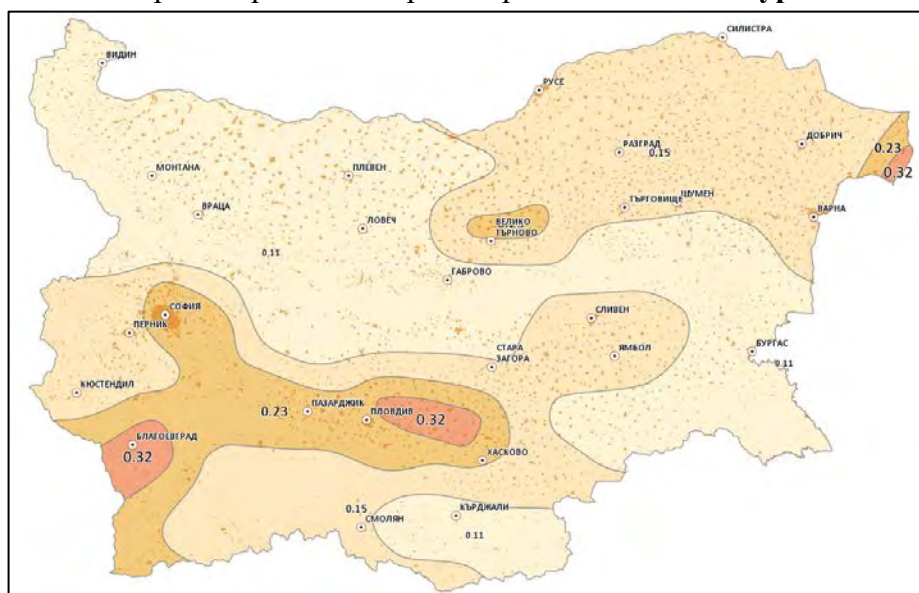 СИЛИСТРА
ВИДИН
РУСЕ
ДОБРИЧ
РАЗГРАД
0.15
0.23
0.32
МОНТАНА
ПЛЕВЕН
ШУМЕН
ТЪРГОВИЩЕ
ВРАЦА
ВАРНА
ВЕЛИКО
ТЪРНОВО
ЛОВЕЧ
0.11
ГАБРОВО
СОФИЯ
СЛИВЕН
ПЕРНИК
СТАРА
ЗАГОРА
ЯМБОЛ
БУРГАС
0.11
КЮСТЕНДИЛ
ПАЗАРДЖИК
0.23
ПЛОВДИВ
0.32
БЛАГОЕВГРАД
0.32
ХАСКОВО
0.15
СМОЛЯН
КЪРДЖАЛИ
0.11